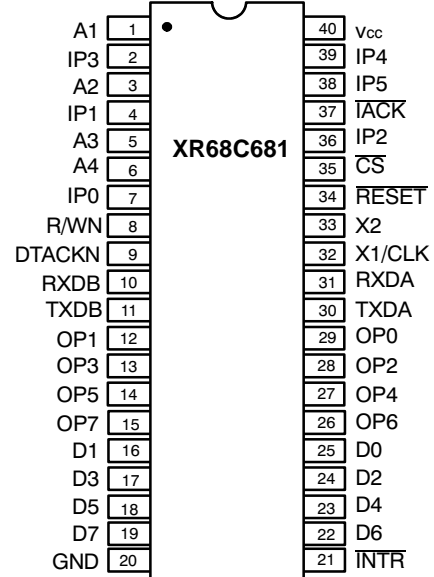 A1 1 40 Vcc
IP3 2 39 IP4
A2 3 38 IP5
IP1 4 37 IACK
A3 5 XR68C681 36 IP2
A4 6 35 CS
IP0 7 34 RESET
R/WN 8 33 X2
DTACKN 9 32 X1/CLK
RXDB 10 31 RXDA
TXDB 11 30 TXDA
OP1 12 29 OP0
OP3 13 28 OP2
OP5 14 27 OP4
OP7 15 26 OP6
D1 16 25 D0
D3 17 24 D2
D5 18 23 D4
D7 19 22 D6
GND 20 21 INTR